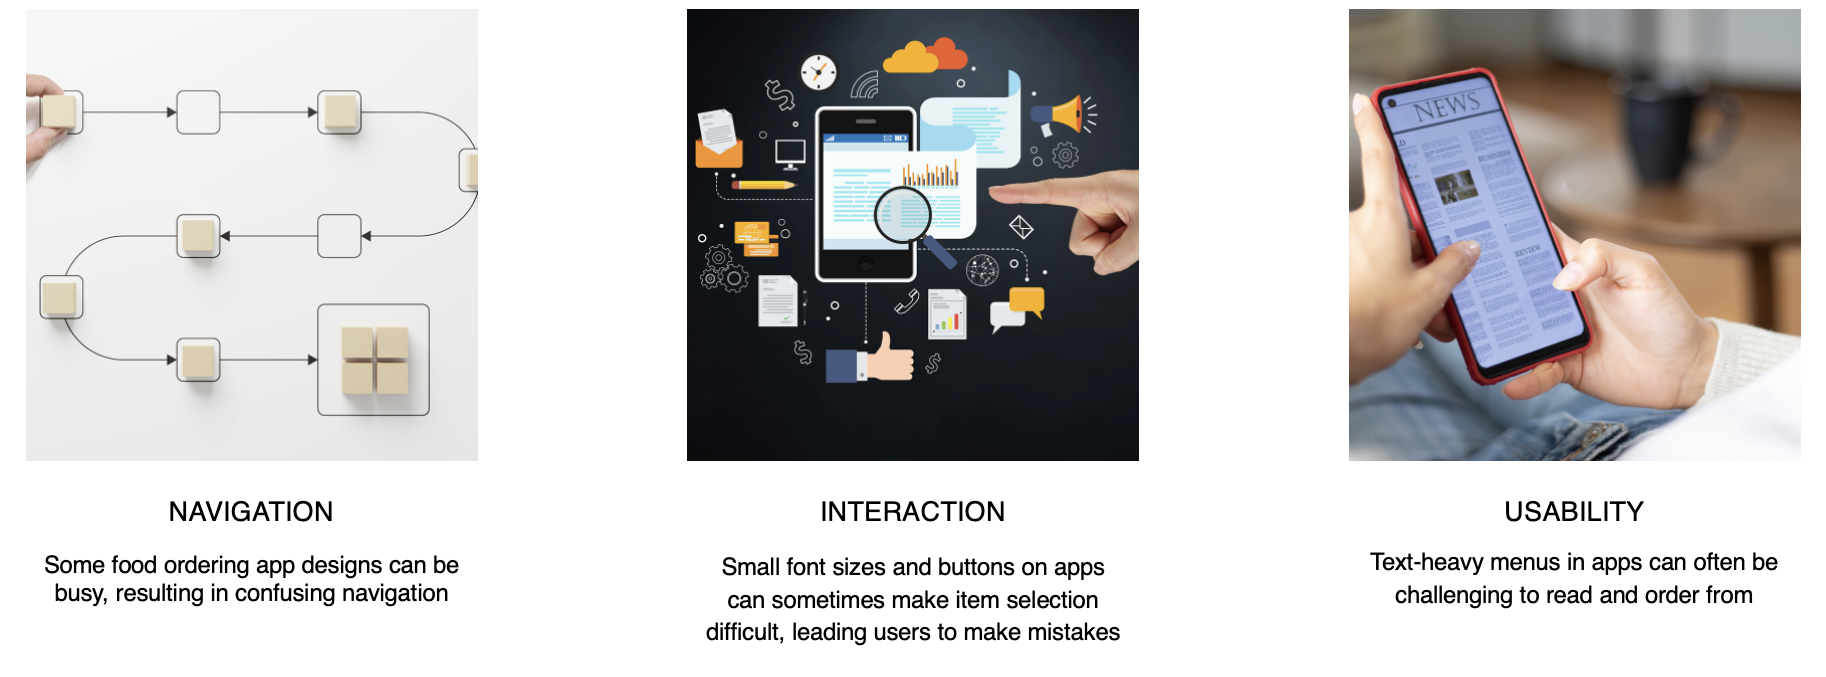 NEWS
BUSINESS
REVIEW
NAVIGATION
Some food ordering app designs can be
busy, resulting in confusing navigation
INTERACTION
Small font sizes and buttons on apps
can sometimes make item selection
difficult, leading users to make mistakes
USABILITY
Text-heavy menus in apps can often be
challenging to read and order from